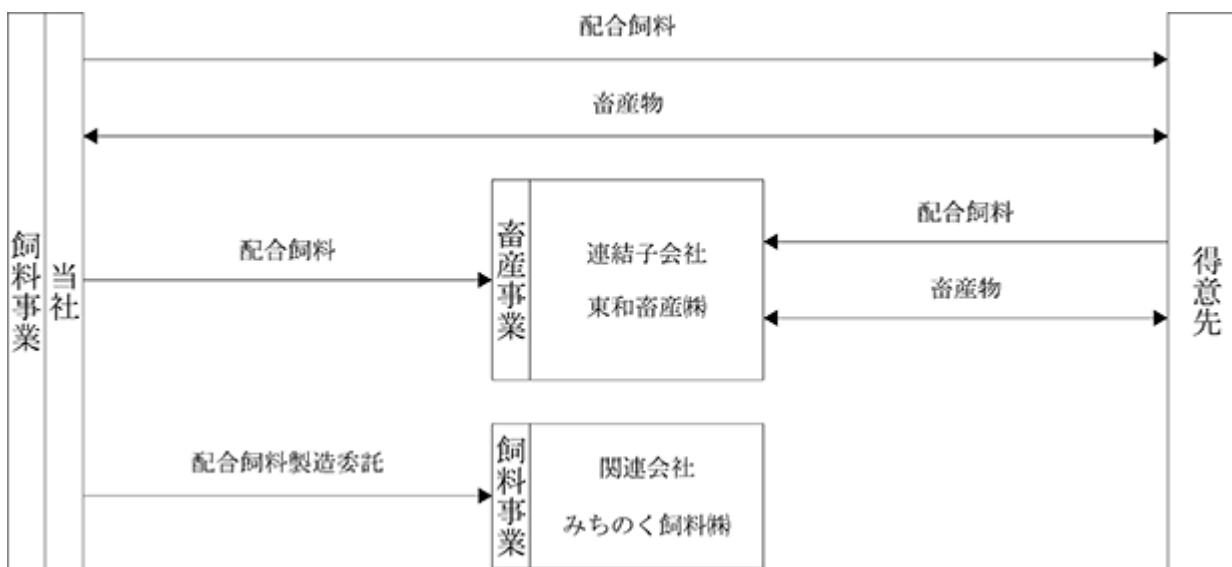 配合飼料
畜産物
飼料事業
当社
配合飼料
畜産事業
連結子会社
東和畜産㈱
配合飼料
畜産物
得意先
配合飼料製造委託
飼料事業
関連会社
みちのく飼料㈱